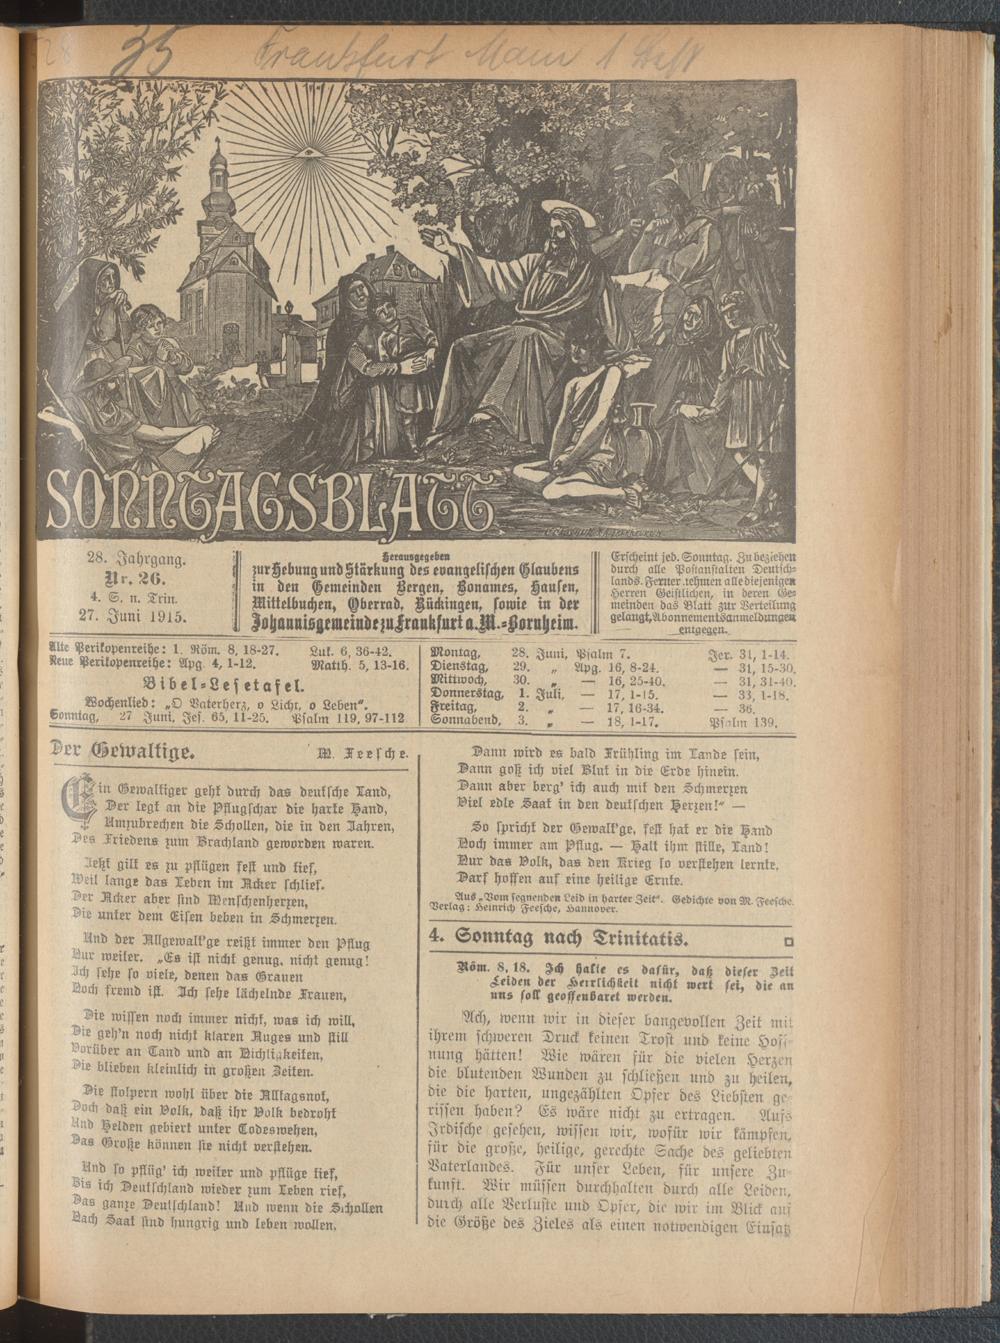 28 35 Frankfurt Main 1 Heft
SONNTAGSBLATT
28. Jahrgang.
Nr. 26.
4. S. n. Trin.
27. Juni 1915.
Herausgegeben
zur Hebung und Stärkung des evangelischen Glaubens
in den Gemeinden Bergen, Bonames, Hausen,
Mittelbuchen, Oberrad, Rückingen, sowie in der
Johannisgemeinde zu Frankfurt a. M.-Bornheim.
Erscheint jed. Sonntag. Zu beziehen
durch alle Postanstalten Deutsch-
lands. Ferner nehmen alle diejenigen
Herren Geistlichen, in deren Ge-
meinden das Blatt zur Verteilung
gelangt, Abonnementsanmeldungen
entgegen.
Alte Perikopenreihe: 1. Röm. 8, 18-27. Luk. 6, 36-42.
Neue Perikopenreihe: Apg. 4, 1-12. Matth. 5, 13-16.
Bibel-Lesetafel.
Wochenlied: „O Vaterherz, o Licht, o Leben“.
Sonntag, 27 Juni, Jes. 65, 11-25. Psalm 119, 97-112
Montag, 28. Juni, Psalm 7. Jer. 31, 1-14.
Dienstag, 29. „ Apg. 16, 8-24. — 31, 15-30.
Mittwoch, 30. „ — 16, 25-40. — 31, 31-40.
Donnerstag, 1. Juli, — 17, 1-15. — 33, 1-18.
Freitag, 2. „ — 17, 16-34. — 36.
Sonnabend, 3. „ — 18, 1-17. Psalm 139.
Der Gewaltige. M. Feesche.
Ein Gewaltiger geht durch das deutsche Land,
Der legt an die Pflugschar die harte Hand,
Umzubrechen die Schollen, die in den Jahren,
Des Friedens zum Brachland geworden waren.
Jetzt gilt es zu pflügen fest und tief,
Weil lange das Leben im Acker schlief.
Der Acker aber sind Menschenherzen,
Die unter dem Eisen beben in Schmerzen.
Und der Allgewalt'ge reißt immer den Pflug
Nur weiter. „Es ist nicht genug, nicht genug!
Ich sehe so viele, denen das Grauen
Noch fremd ist. Ich sehe lächelnde Frauen,
Die wissen noch immer nicht, was ich will,
Die geh'n noch nicht klaren Auges und still
Vorüber an Tand und an Nichtigkeiten,
Die blieben kleinlich in großen Zeiten.
Die stolpern wohl über die Alltagsnot,
Doch daß ein Volk, daß ihr Volk bedroht
Und Helden gebiert unter Todeswehen,
Das Große können sie nicht verstehen.
Und so pflüg' ich weiter und pflüge tief,
Bis ich Deutschland wieder zum Leben rief,
Das ganze Deutschland! Und wenn die Schollen
Nach Saat sind hungrig und leben wollen.
Dann wird es bald Frühling im Lande sein,
Dann goß ich viel Blut in die Erde hinein.
Dann aber berg' ich auch mit den Schmerzen
Viel edle Saat in den deutschen Herzen!“ —
So spricht der Gewalt'ge, fest hat er die Hand
Noch immer am Pflug. — Halt ihm stille, Land!
Nur das Volk, das den Krieg so verstehen lernte,
Darf hoffen auf eine heilige Ernte.
Aus „Vom segnenden Leid in harter Zeit“. Gedichte von M. Feesche.
Verlag: Heinrich Feesche, Hannover.
4. Sonntag nach Trinitatis.
Röm. 8, 18. Ich halte es dafür, daß dieser Zeit
Leiden der Herrlichkeit nicht wert sei, die an
uns soll geoffenbaret werden.
Ach, wenn wir in dieser bangevollen Zeit mit
ihrem schweren Druck keinen Trost und keine Hoff-
nung hätten! Wie wären für die vielen Herzen
die blutenden Wunden zu schließen und zu heilen,
die die harten, ungezählten Opfer des Liebsten ge-
rissen haben? Es wäre nicht zu ertragen. Aufs
Irdische gesehen, wissen wir, wofür wir kämpfen,
für die große, heilige, gerechte Sache des geliebten
Vaterlandes. Für unser Leben, für unsere Zu-
kunft. Wir müssen durchhalten durch alle Leiden,
durch alle Verluste und Opfer, die wir im Blick auf
die Größe des Zieles als einen notwendigen Einsatz